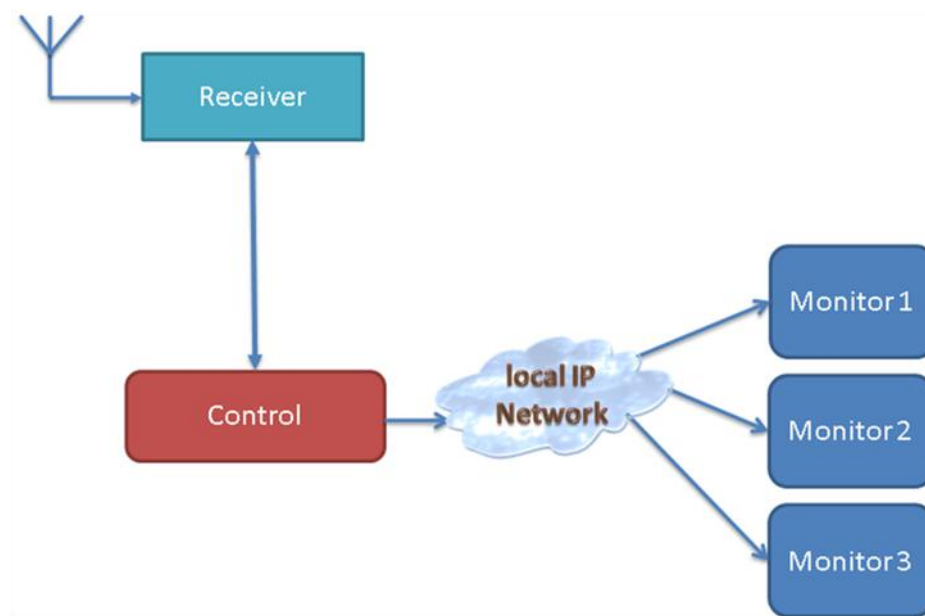 Receiver
Control
local IP
Network
Monitor 1
Monitor 2
Monitor 3